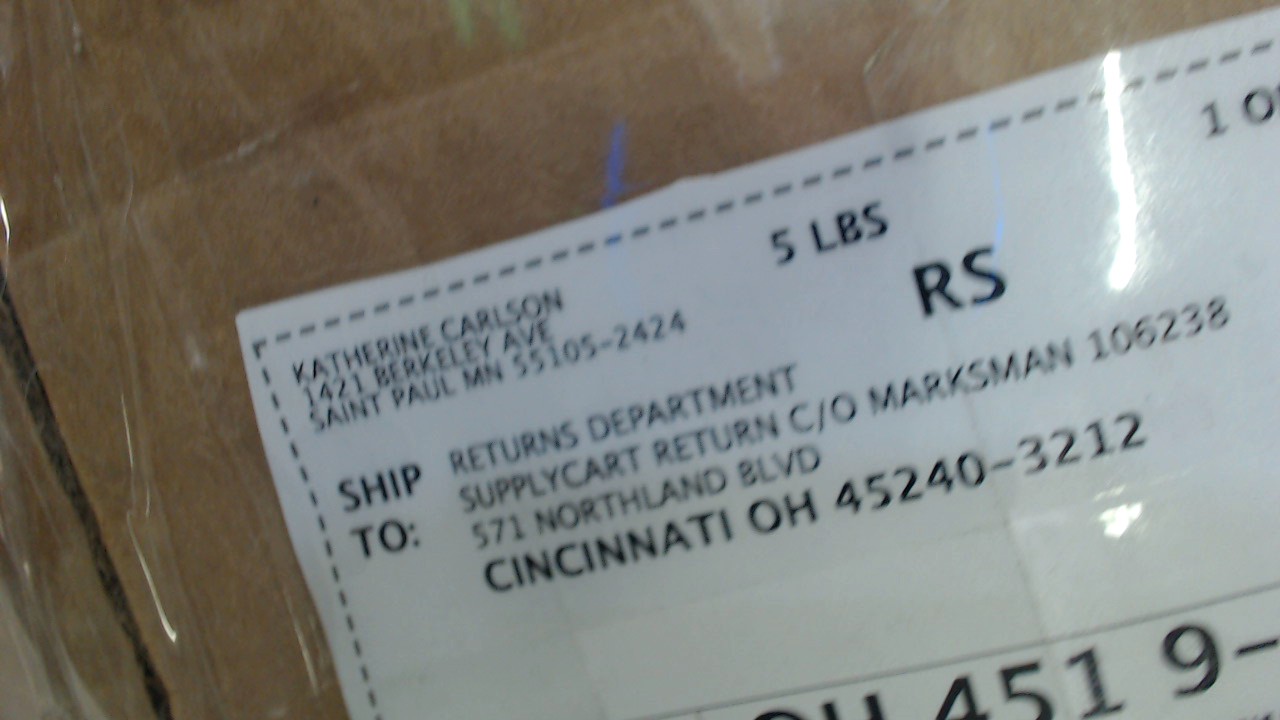 1 O
5 LBS
RS
KATHERINE CARLSON
1421 BERKELEY AVE
SAINT PAUL MN 55105-2424
SHIP
TO:
RETURNS DEPARTMENT
SUPPLYCART RETURN C/O MARKSMAN 106238
571 NORTHLAND BLVD
CINCINNATI OH 45240-3212
OH 451 9-